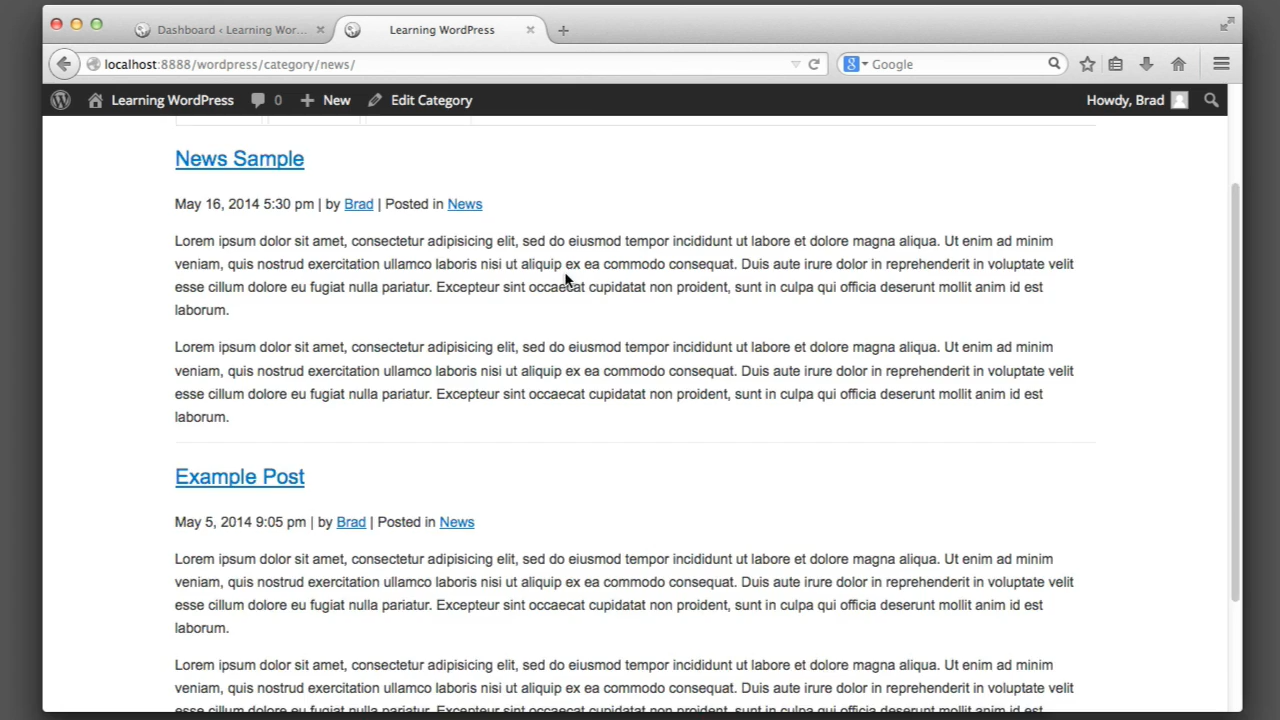 Dashboard ‹ Learning Wor...
Learning WordPress
localhost:8888/wordpress/category/news/
Google
Learning WordPress 0 New Edit Category
Howdy, Brad
News Sample
May 16, 2014 5:30 pm | by Brad | Posted in News
Lorem ipsum dolor sit amet, consectetur adipisicing elit, sed do eiusmod tempor incididunt ut labore et dolore magna aliqua. Ut enim ad minim
veniam, quis nostrud exercitation ullamco laboris nisi ut aliquip ex ea commodo consequat. Duis aute irure dolor in reprehenderit in voluptate velit
esse cillum dolore eu fugiat nulla pariatur. Excepteur sint occaecat cupidatat non proident, sunt in culpa qui officia deserunt mollit anim id est
laborum.
Lorem ipsum dolor sit amet, consectetur adipisicing elit, sed do eiusmod tempor incididunt ut labore et dolore magna aliqua. Ut enim ad minim
veniam, quis nostrud exercitation ullamco laboris nisi ut aliquip ex ea commodo consequat. Duis aute irure dolor in reprehenderit in voluptate velit
esse cillum dolore eu fugiat nulla pariatur. Excepteur sint occaecat cupidatat non proident, sunt in culpa qui officia deserunt mollit anim id est
laborum.
Example Post
May 5, 2014 9:05 pm | by Brad | Posted in News
Lorem ipsum dolor sit amet, consectetur adipisicing elit, sed do eiusmod tempor incididunt ut labore et dolore magna aliqua. Ut enim ad minim
veniam, quis nostrud exercitation ullamco laboris nisi ut aliquip ex ea commodo consequat. Duis aute irure dolor in reprehenderit in voluptate velit
esse cillum dolore eu fugiat nulla pariatur. Excepteur sint occaecat cupidatat non proident, sunt in culpa qui officia deserunt mollit anim id est
laborum.
Lorem ipsum dolor sit amet, consectetur adipisicing elit, sed do eiusmod tempor incididunt ut labore et dolore magna aliqua. Ut enim ad minim
veniam, quis nostrud exercitation ullamco laboris nisi ut aliquip ex ea commodo consequat. Duis aute irure dolor in reprehenderit in voluptate velit